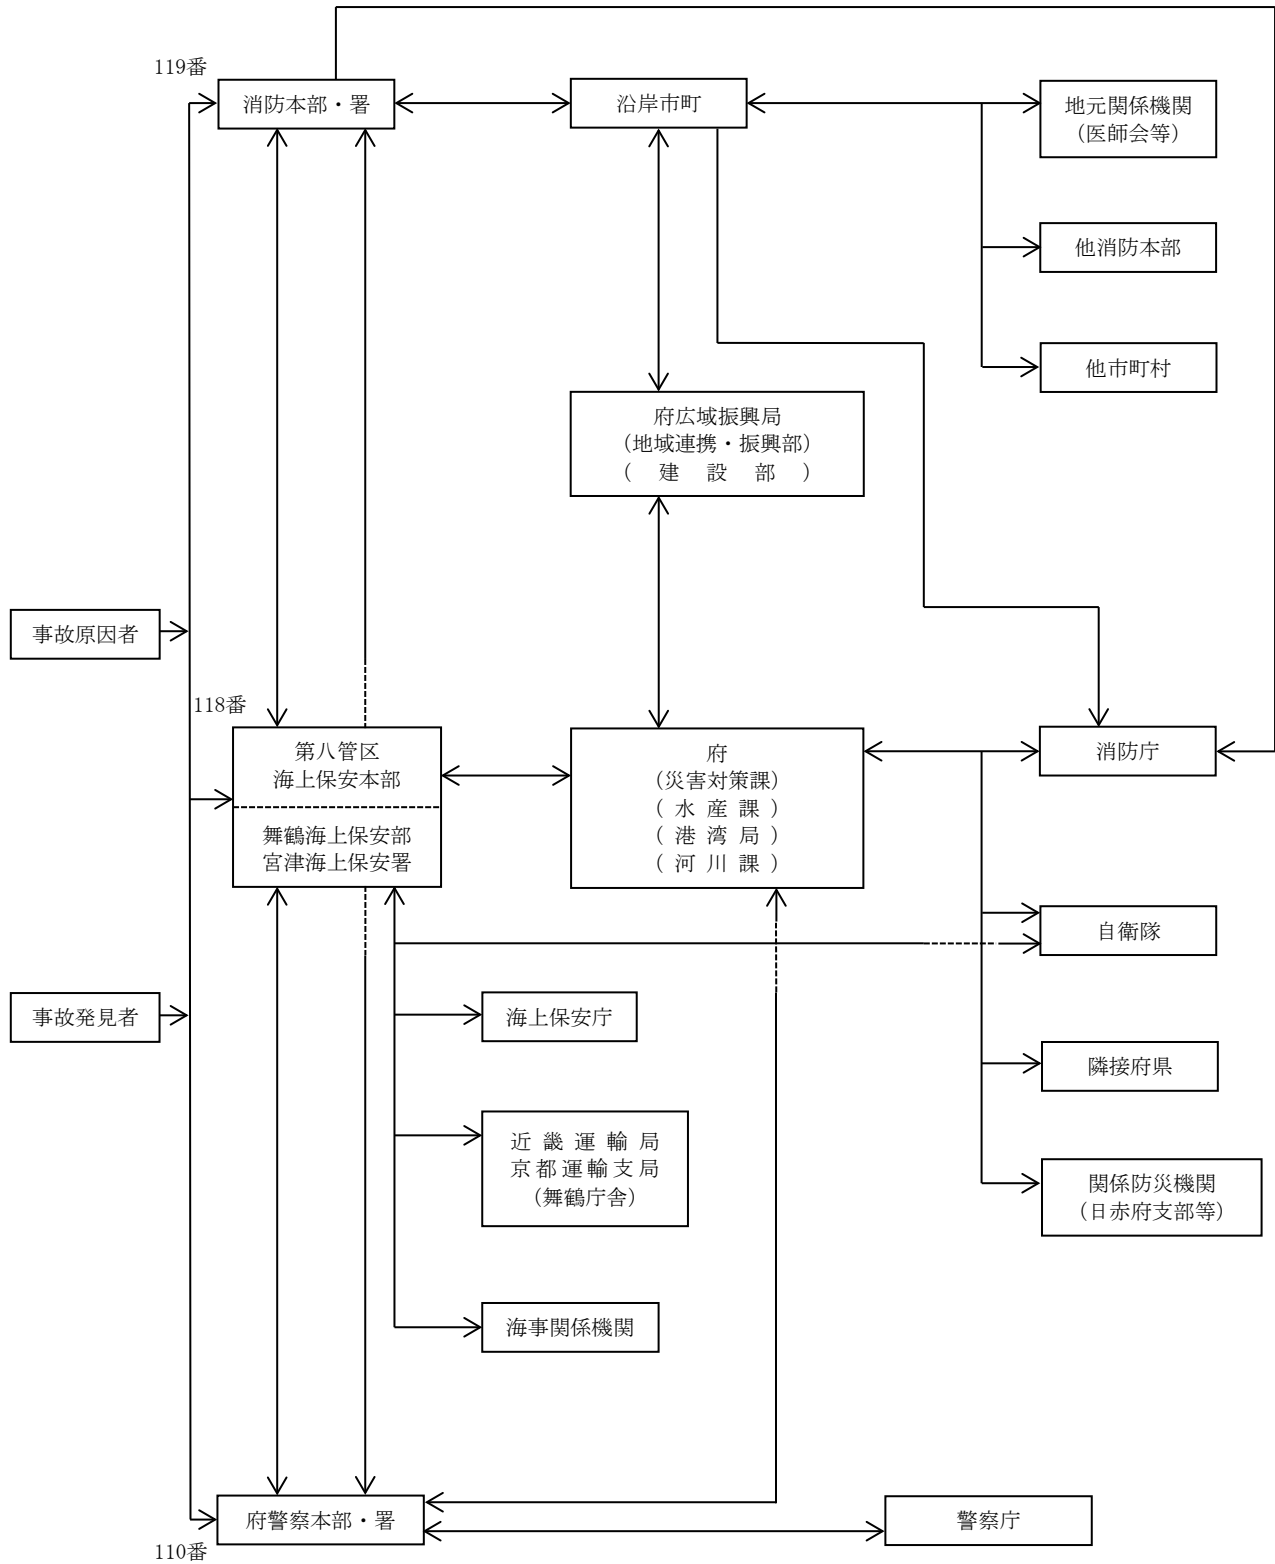 119番
消防本部・署
沿岸市町
地元関係機関
(医師会等)
他消防本部
他市町村
府広域振興局
(地域連携・振興部)
( 建 設 部 )
事故原因者
118番
第八管区
海上保安本部
舞鶴海上保安部
宮津海上保安署
府
(災害対策課)
( 水 産 課 )
( 港 湾 局 )
( 河 川 課 )
消防庁
自衛隊
事故発見者
海上保安庁
隣接府県
近 畿 運 輸 局
京都運輸支局
(舞鶴庁舎)
関係防災機関
(日赤府支部等)
海事関係機関
府警察本部・署
警察庁
110番